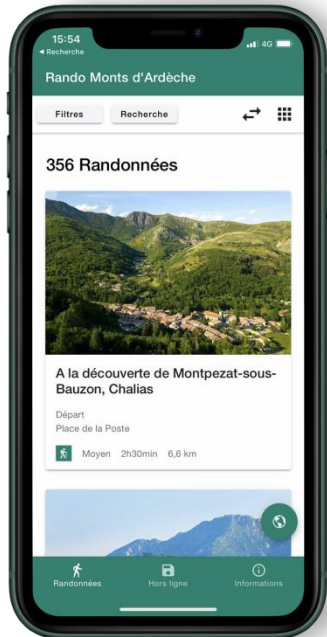 15:54
4G
◀ Recherche
Rando Monts d'Ardèche
Filtres
Recherche
356 Randonnées
A la découverte de Montpezat-sous-
Bauzon, Chalias
Départ
Place de la Poste
Moyen 2h30min 6,6 km
Randonnées
Hors ligne
Informations